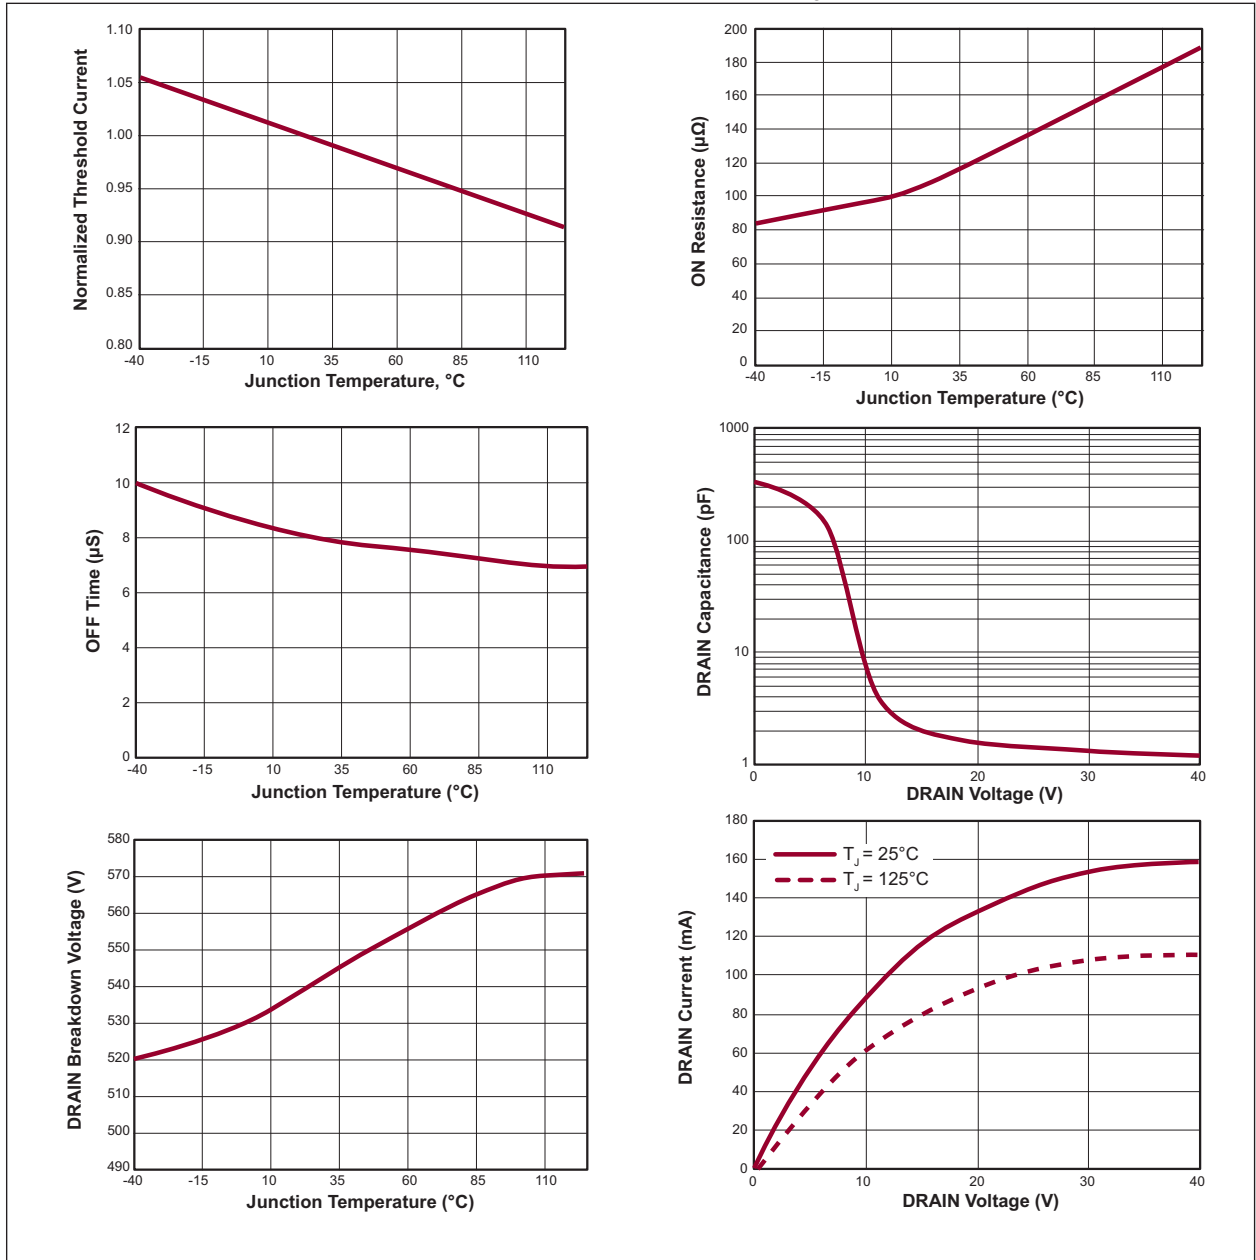 Normalized Threshold Current
1.10
1.05
1.00
0.95
0.90
0.85
0.80
-40 -15 10 35 60 85 110
Junction Temperature, °C
ON Resistance (µΩ)
200
180
160
140
120
100
80
60
40
20
0
-40 -15 10 35 60 85 110
Junction Temperature (°C)
OFF Time (µS)
12
10
8
6
4
2
0
-40 -15 10 35 60 85 110
Junction Temperature (°C)
DRAIN Capacitance (pF)
1000
100
10
1
0 10 20 30 40
DRAIN Voltage (V)
DRAIN Breakdown Voltage (V)
580
570
560
550
540
530
520
510
500
490
-40 -15 10 35 60 85 110
Junction Temperature (°C)
DRAIN Current (mA)
180
160
140
120
100
80
60
40
20
0
TJ = 25°C
TJ = 125°C
0 10 20 30 40
DRAIN Voltage (V)